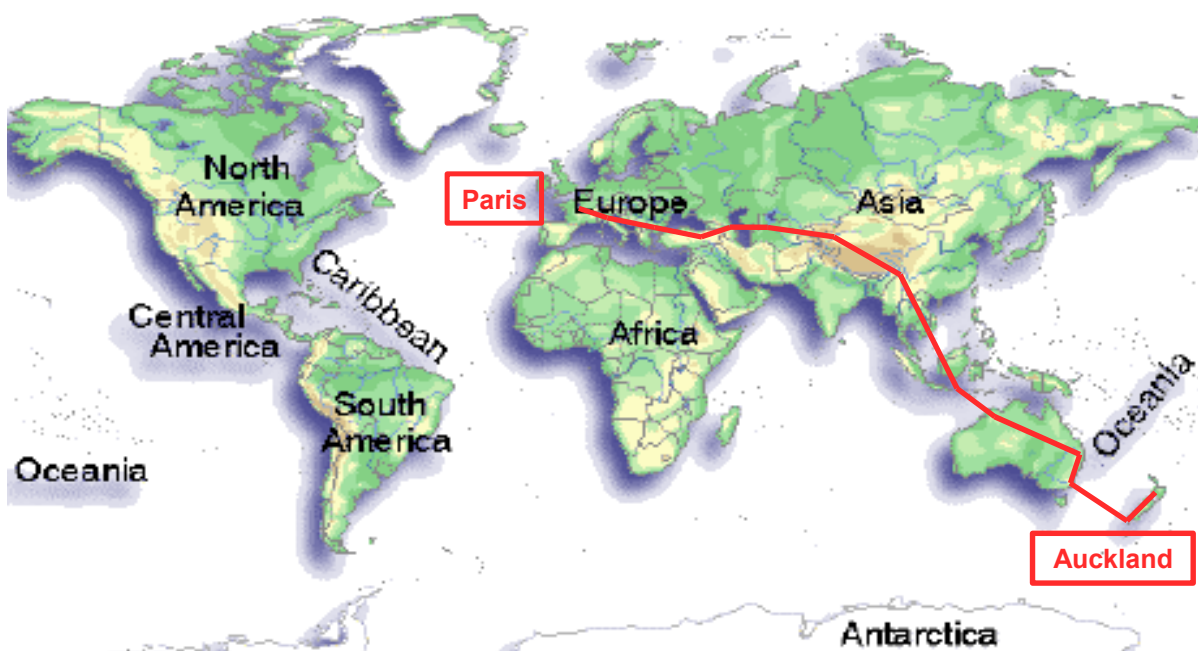 North
America
Paris
Europe
Asia
Caribbean
Central
America
Africa
South
America
Oceania
Oceania
Auckland
Antarctica